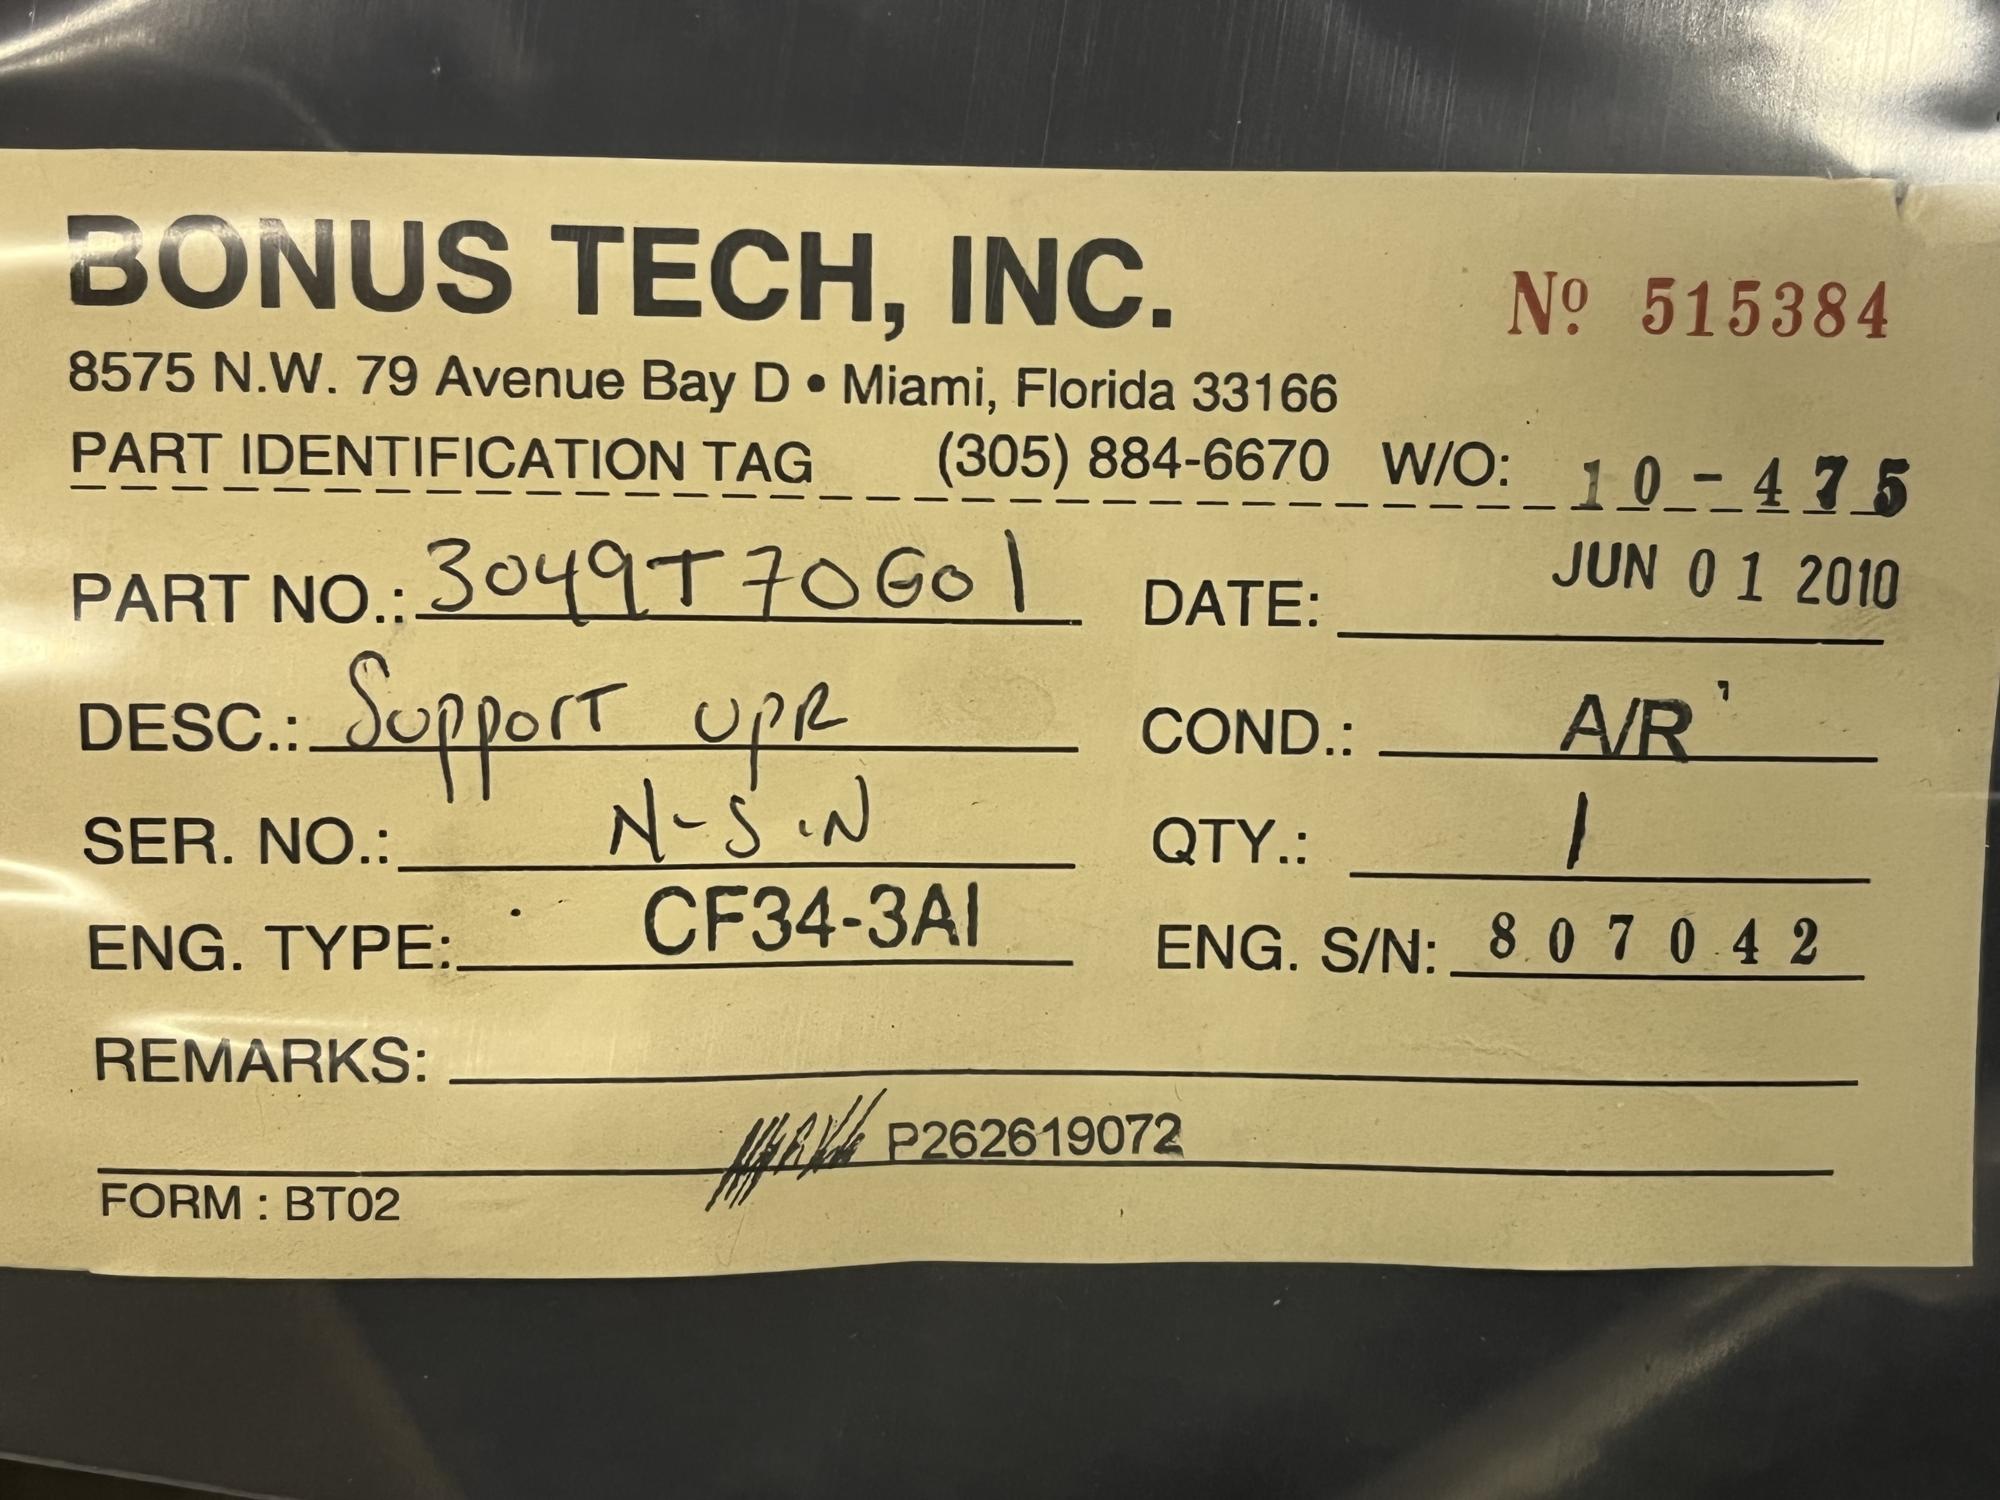 BONUS TECH, INC.
Nº 515384
8575 N.W. 79 Avenue Bay D • Miami, Florida 33166
PART IDENTIFICATION TAG (305) 884-6670 W/O: 10-475
PART NO.: 3049T70G01 DATE: JUN 01 2010
DESC.: Support UPR COND.: A/R
SER. NO.: N-S-N QTY.: 1
ENG. TYPE: CF34-3A1 ENG. S/N: 807042
REMARKS:
P262619072
FORM : BT02